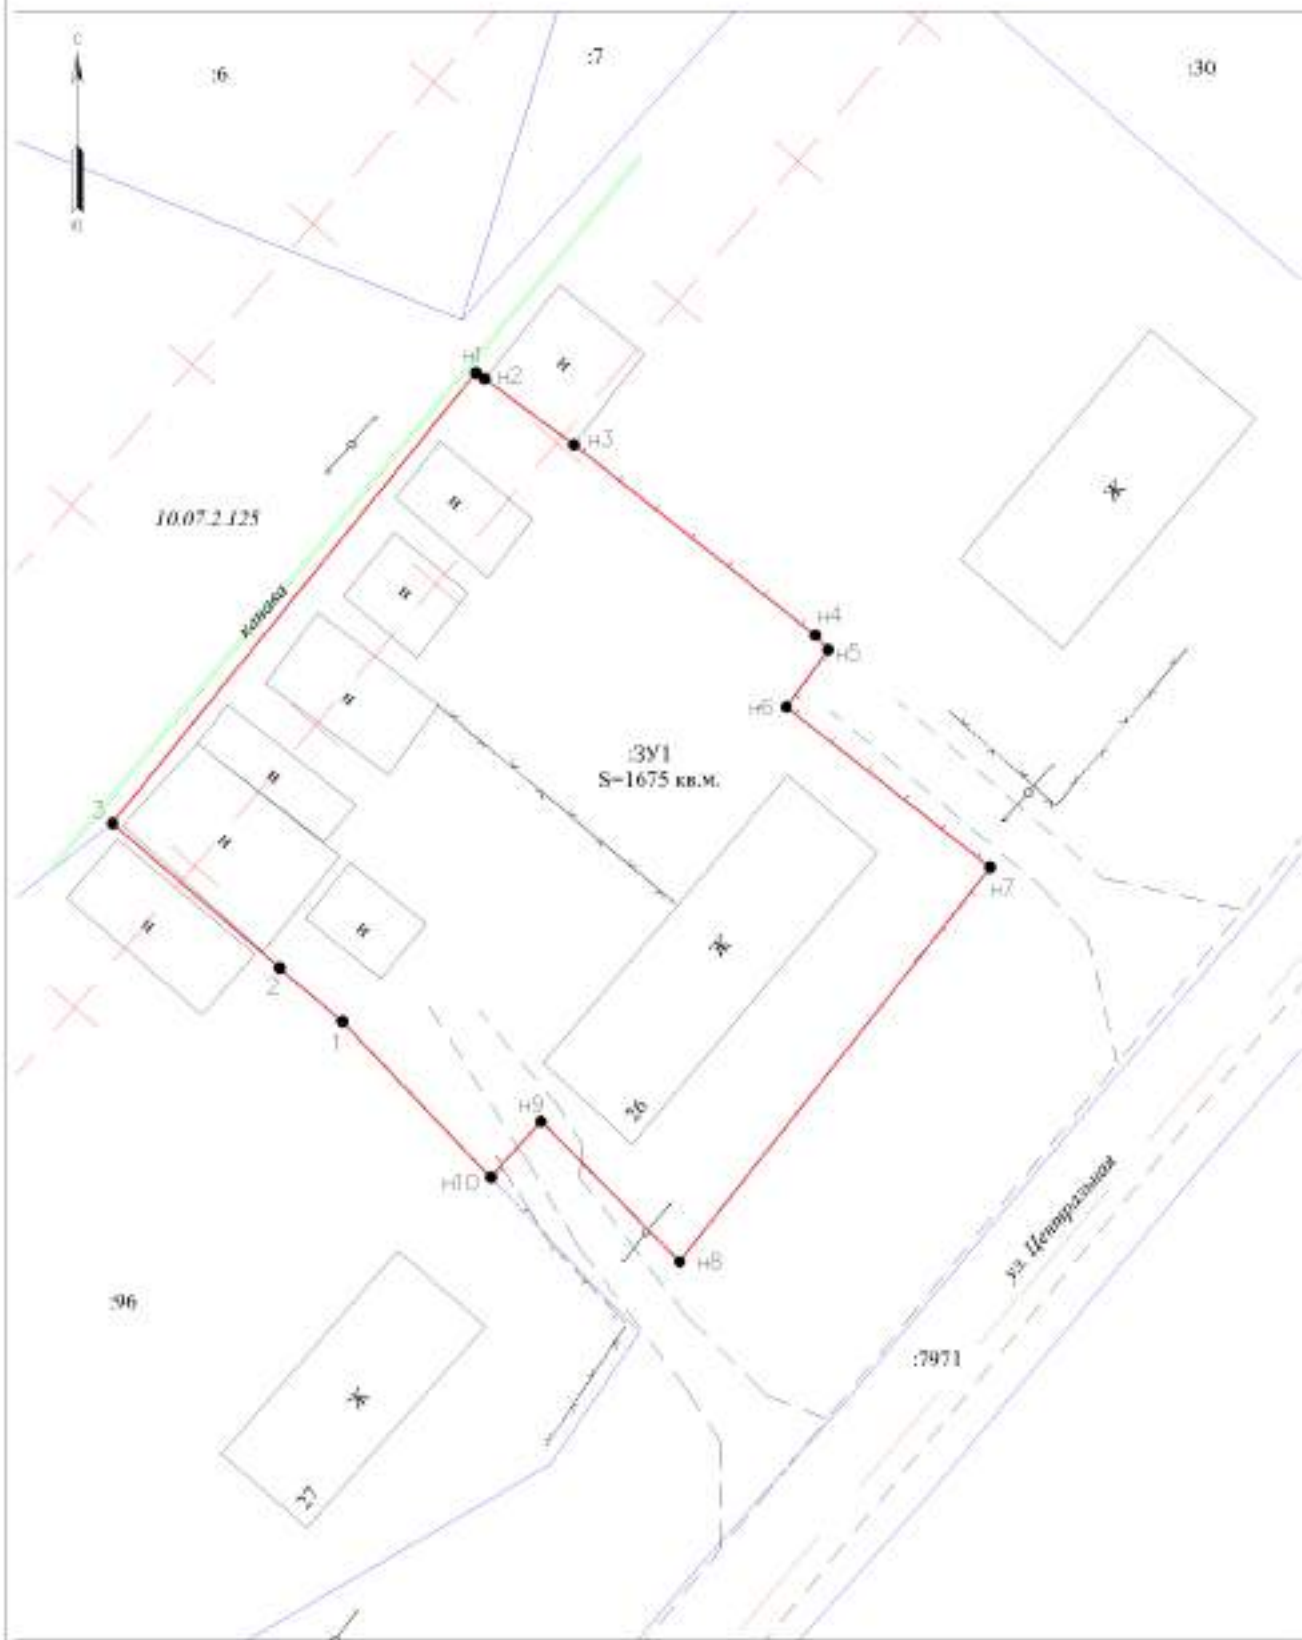 С
:6
:7
:30
Ю
н1
н2
н
н3
н
Ж
10.07.2.125
н
канава
н4
н5
н
н6
:ЗУ1
S=1675 кв.м.
н
3
н
н7
н
н
Ж
2
1
н9
26
н10
ул. Центральная
н8
:96
:7971
Ж
27